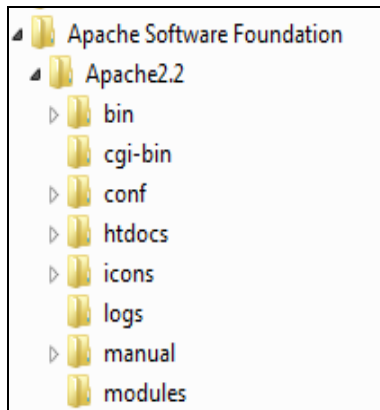 Apache Software Foundation
Apache2.2
bin
cgi-bin
conf
htdocs
icons
logs
manual
modules